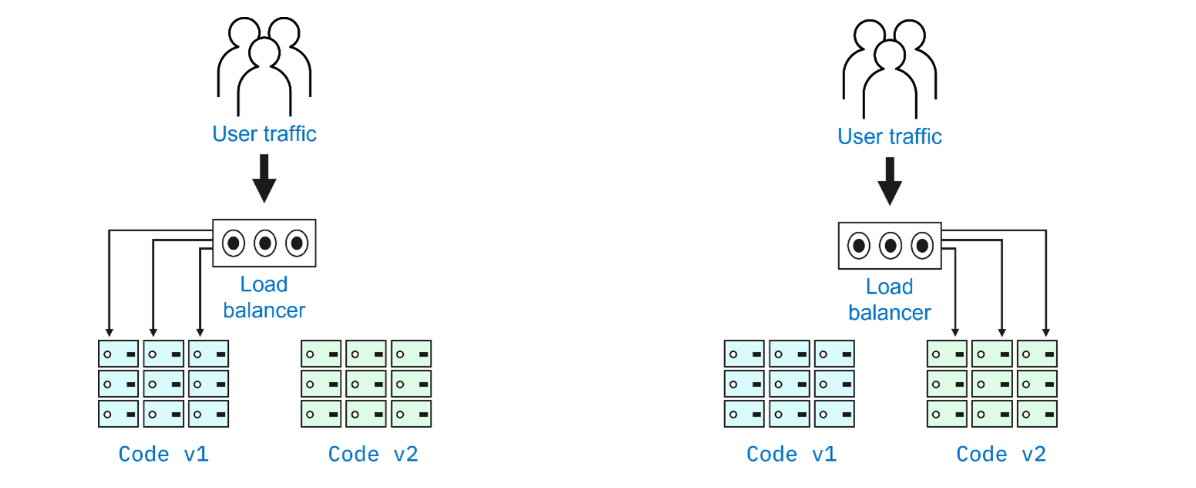 User traffic
Load
balancer
Code v1
Code v2
User traffic
Load
balancer
Code v1
Code v2